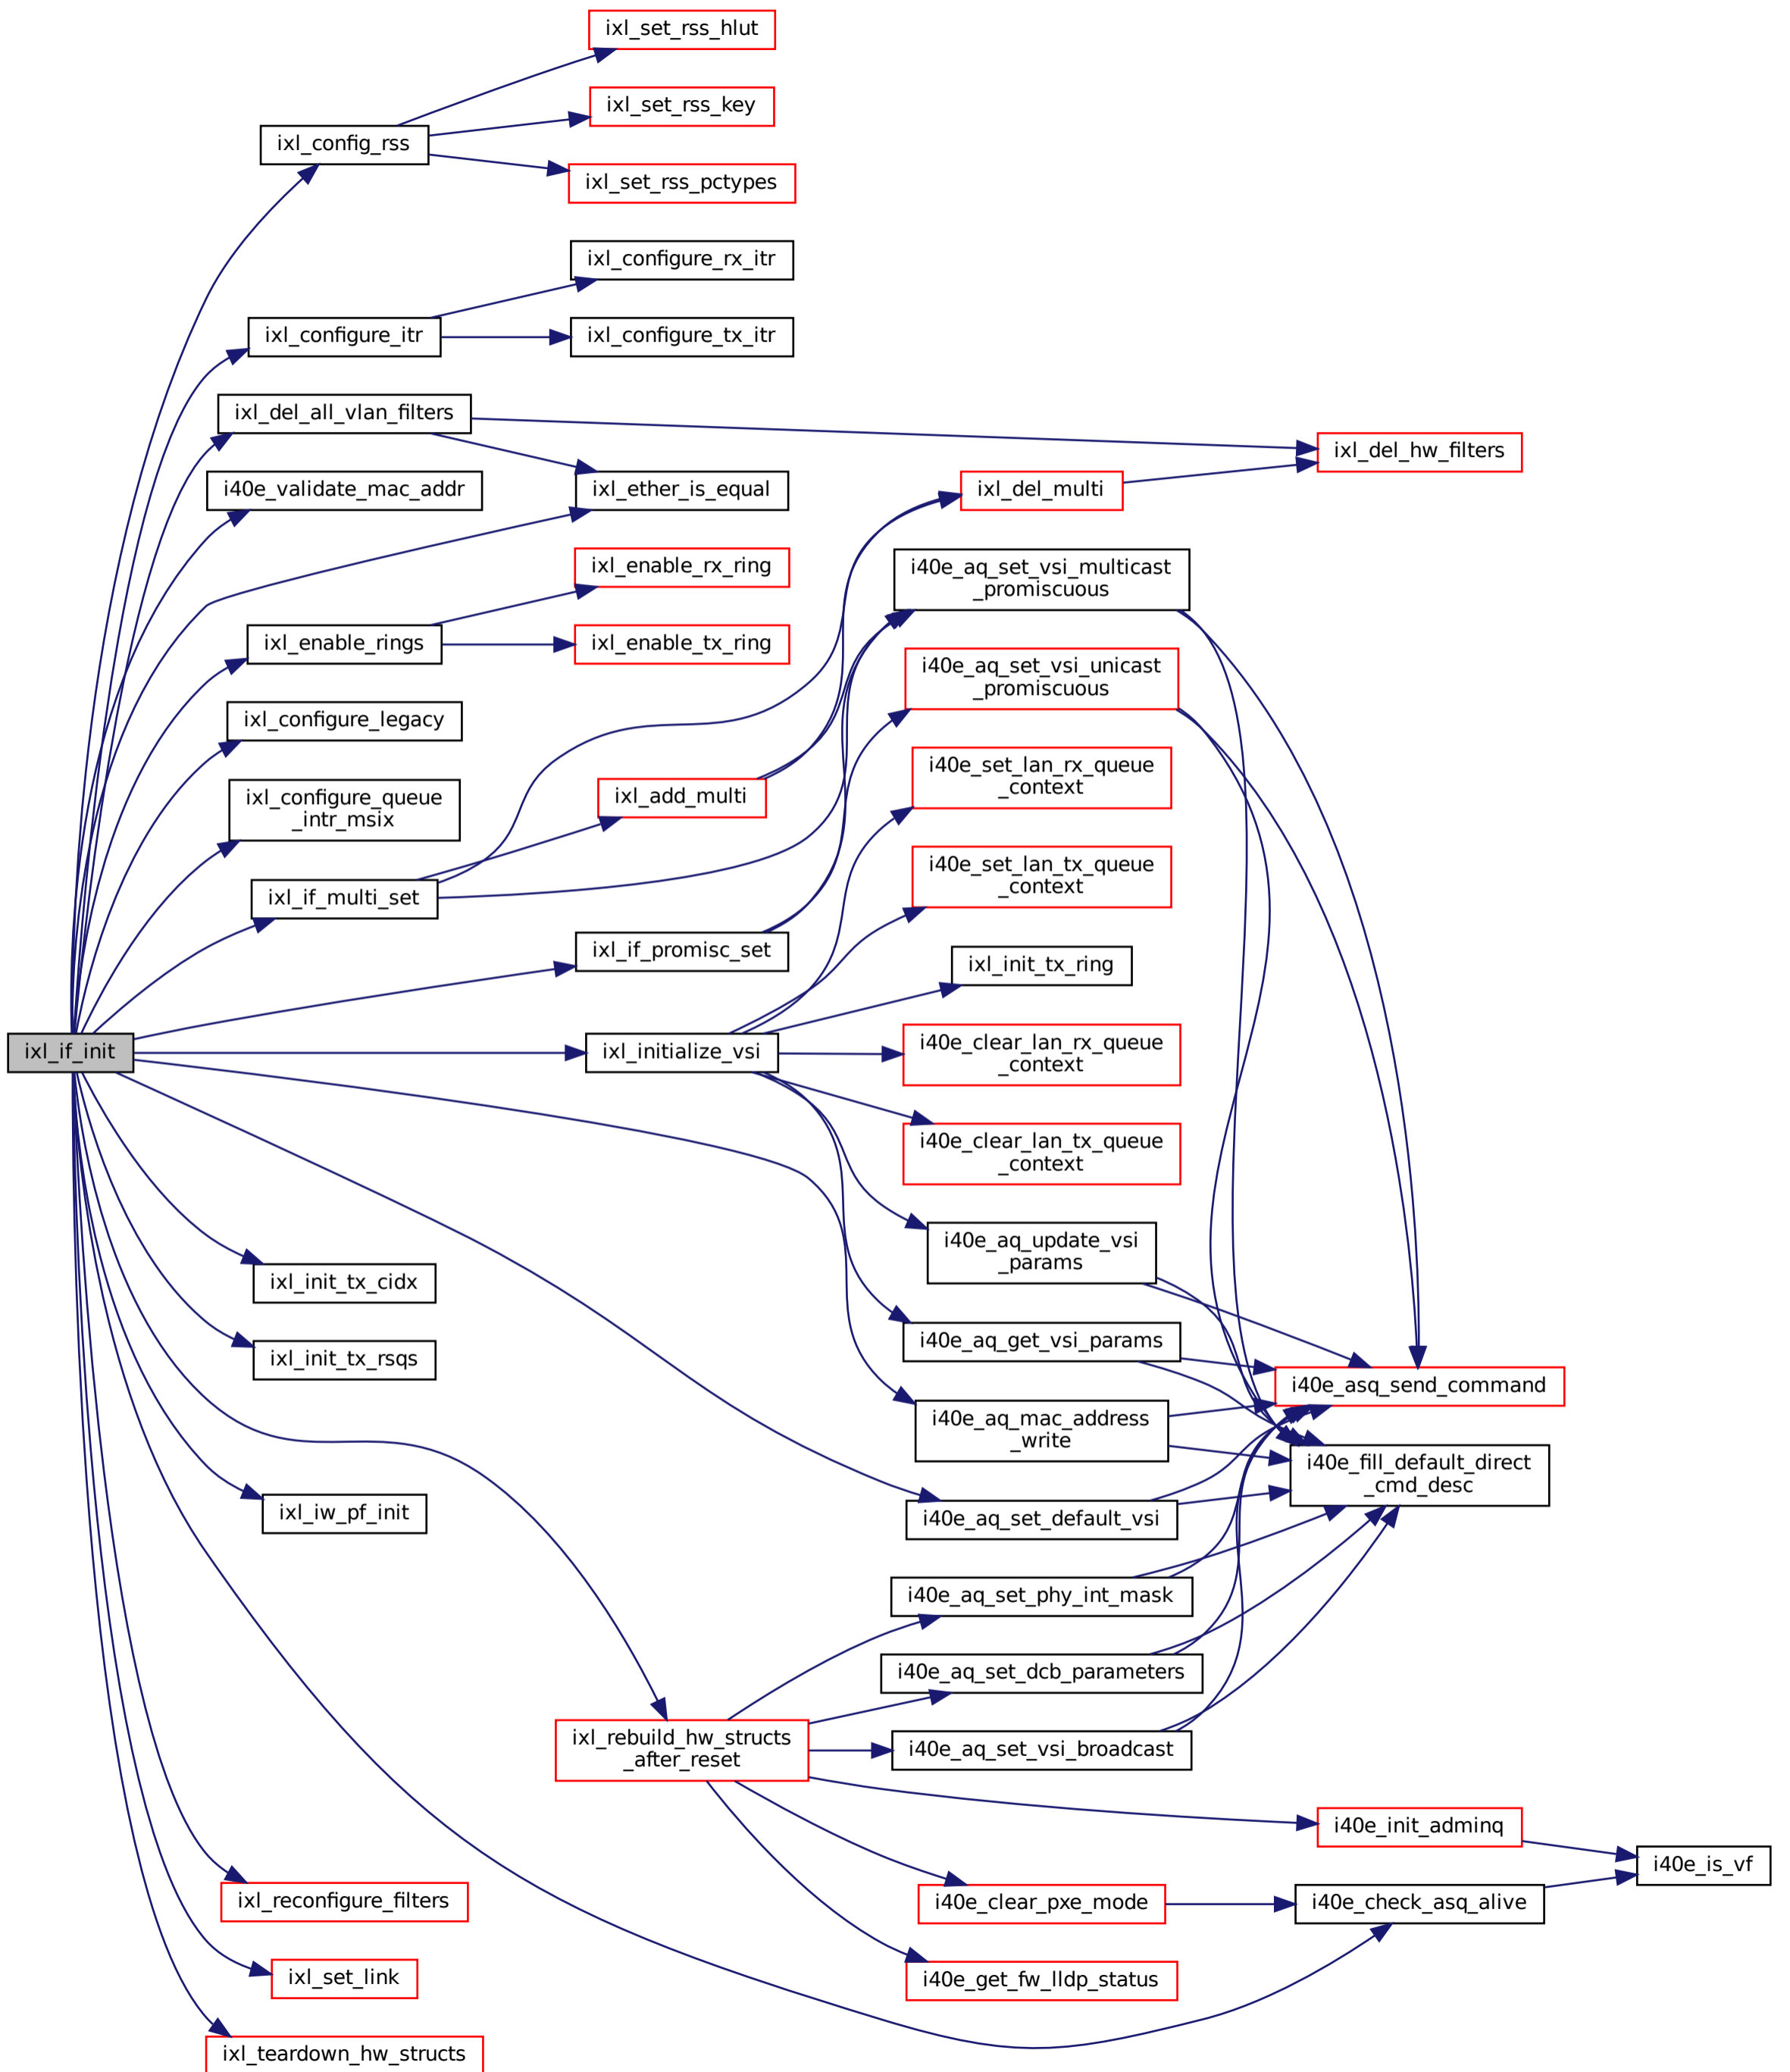 ixl_set_rss_hlut
ixl_set_rss_key
ixl_config_rss
ixl_set_rss_pctypes
ixl_configure_rx_itr
ixl_configure_itr
ixl_configure_tx_itr
ixl_del_all_vlan_filters
ixl_del_hw_filters
i40e_validate_mac_addr
ixl_ether_is_equal
ixl_del_multi
ixl_enable_rx_ring
i40e_aq_set_vsi_multicast
_promiscuous
ixl_enable_rings
ixl_enable_tx_ring
i40e_aq_set_vsi_unicast
_promiscuous
ixl_configure_legacy
i40e_set_lan_rx_queue
_context
ixl_configure_queue
_intr_msix
ixl_add_multi
i40e_set_lan_tx_queue
_context
ixl_if_multi_set
ixl_if_promisc_set
ixl_init_tx_ring
ixl_if_init
ixl_initialize_vsi
i40e_clear_lan_rx_queue
_context
i40e_clear_lan_tx_queue
_context
i40e_aq_update_vsi
_params
ixl_init_tx_cidx
i40e_aq_get_vsi_params
ixl_init_tx_rsqs
i40e_asq_send_command
i40e_aq_mac_address
_write
i40e_fill_default_direct
_cmd_desc
ixl_iw_pf_init
i40e_aq_set_default_vsi
i40e_aq_set_phy_int_mask
i40e_aq_set_dcb_parameters
ixl_rebuild_hw_structs
_after_reset
i40e_aq_set_vsi_broadcast
i40e_init_adminq
i40e_is_vf
ixl_reconfigure_filters
i40e_clear_pxe_mode
i40e_check_asq_alive
ixl_set_link
i40e_get_fw_lldp_status
ixl_teardown_hw_structs